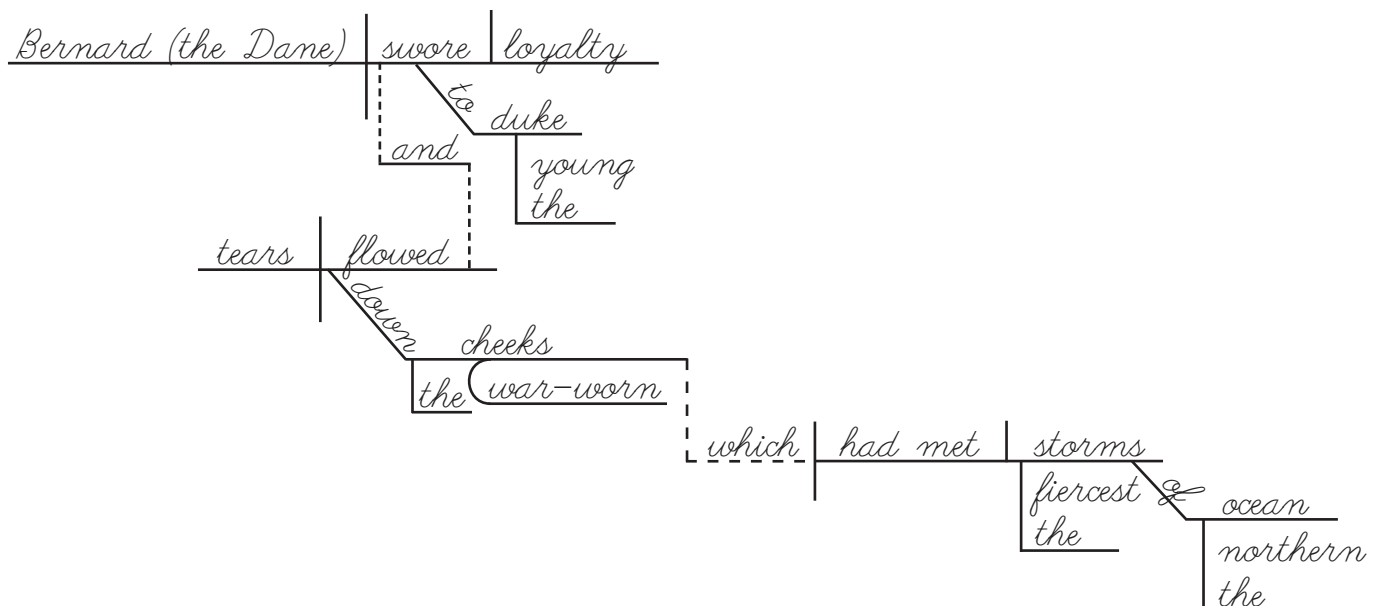 Bernard (the Dane) swore loyalty
to duke
and
young
the
tears flowed
down
cheeks
the war-worn
which had met storms
fiercest of ocean
the
northern
the